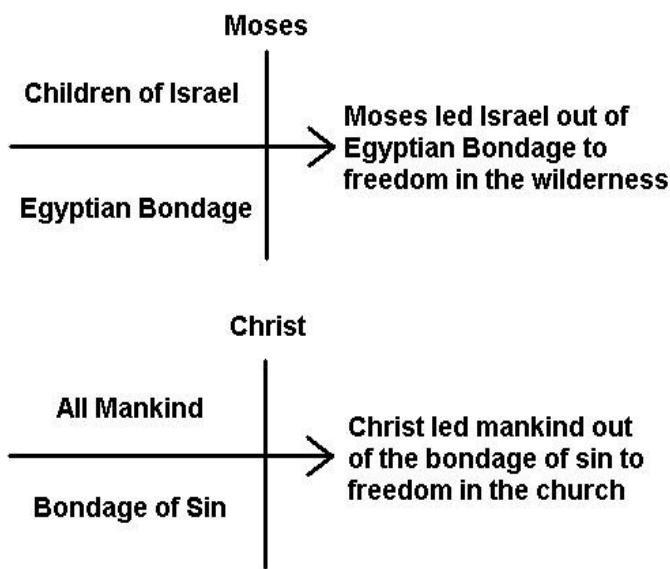 Moses
Children of Israel
Egyptian Bondage
Moses led Israel out of
Egyptian Bondage to
freedom in the wilderness
Christ
All Mankind
Bondage of Sin
Christ led mankind out
of the bondage of sin to
freedom in the church